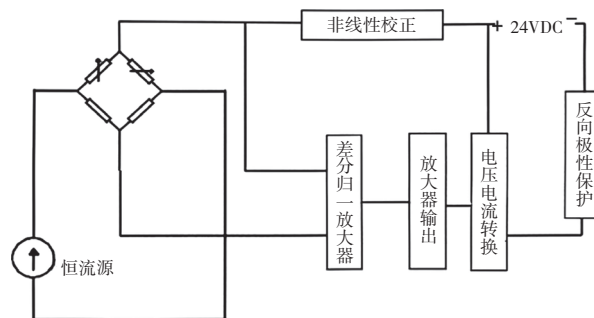 非线性校正
+ 24VDC −
反向极性保护
差分归一放大器
放大器输出
电压电流转换
恒流源